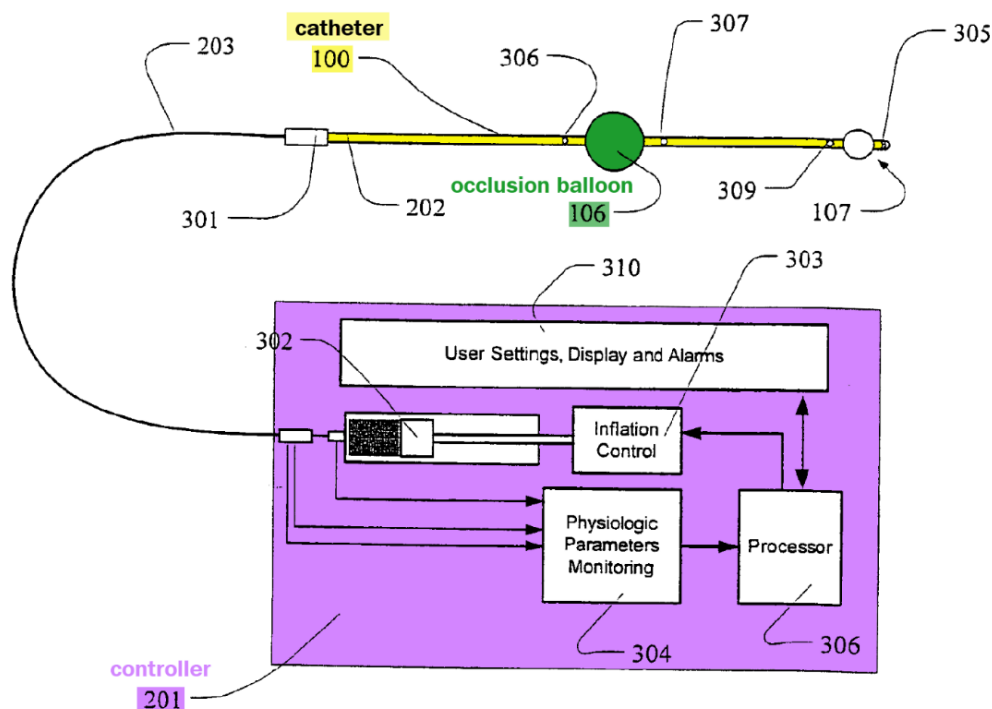 203
catheter
100
306
307
305
301
202
occlusion balloon
106
309
107
310
303
302
User Settings, Display and Alarms
Inflation
Control
Physiologic
Parameters
Monitoring
Processor
304
306
controller
201